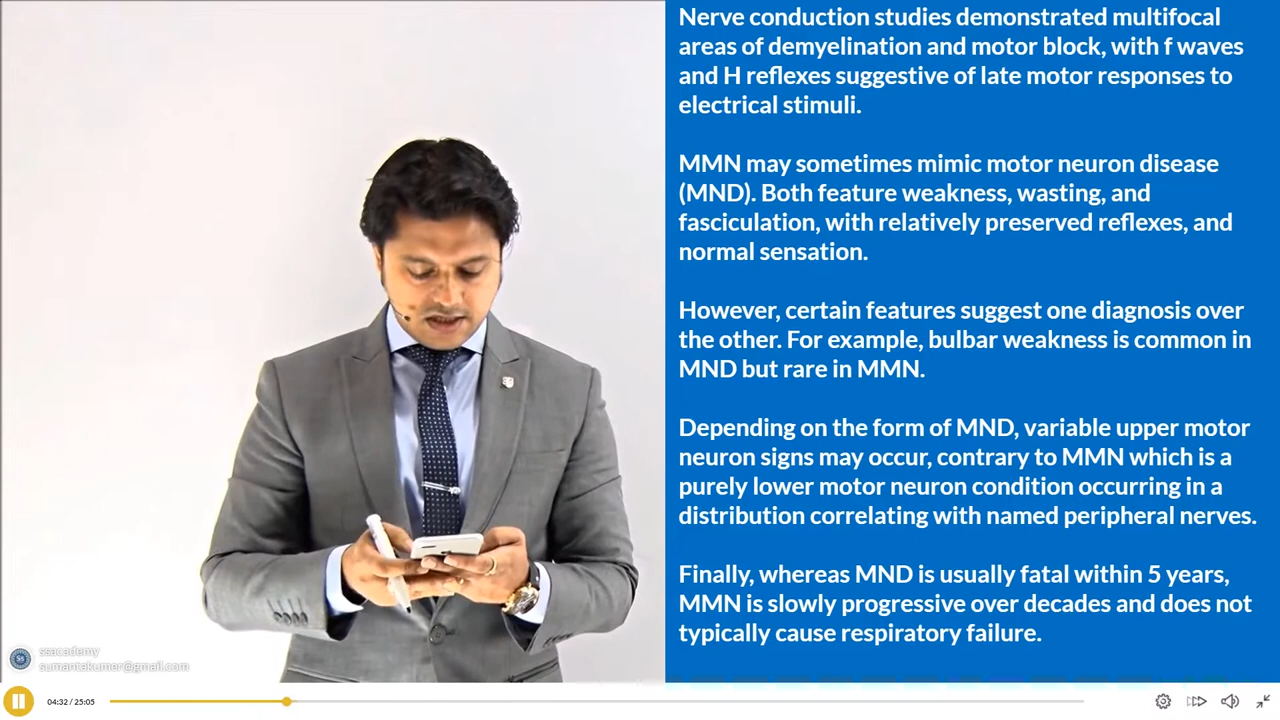 Nerve conduction studies demonstrated multifocal
areas of demyelination and motor block, with f waves
and H reflexes suggestive of late motor responses to
electrical stimuli.
MMN may sometimes mimic motor neuron disease
(MND). Both feature weakness, wasting, and
fasciculation, with relatively preserved reflexes, and
normal sensation.
However, certain features suggest one diagnosis over
the other. For example, bulbar weakness is common in
MND but rare in MMN.
Depending on the form of MND, variable upper motor
neuron signs may occur, contrary to MMN which is a
purely lower motor neuron condition occurring in a
distribution correlating with named peripheral nerves.
Finally, whereas MND is usually fatal within 5 years,
MMN is slowly progressive over decades and does not
typically cause respiratory failure.
ssacademy
sumantakumer@gmail.com
04:32 / 25:05